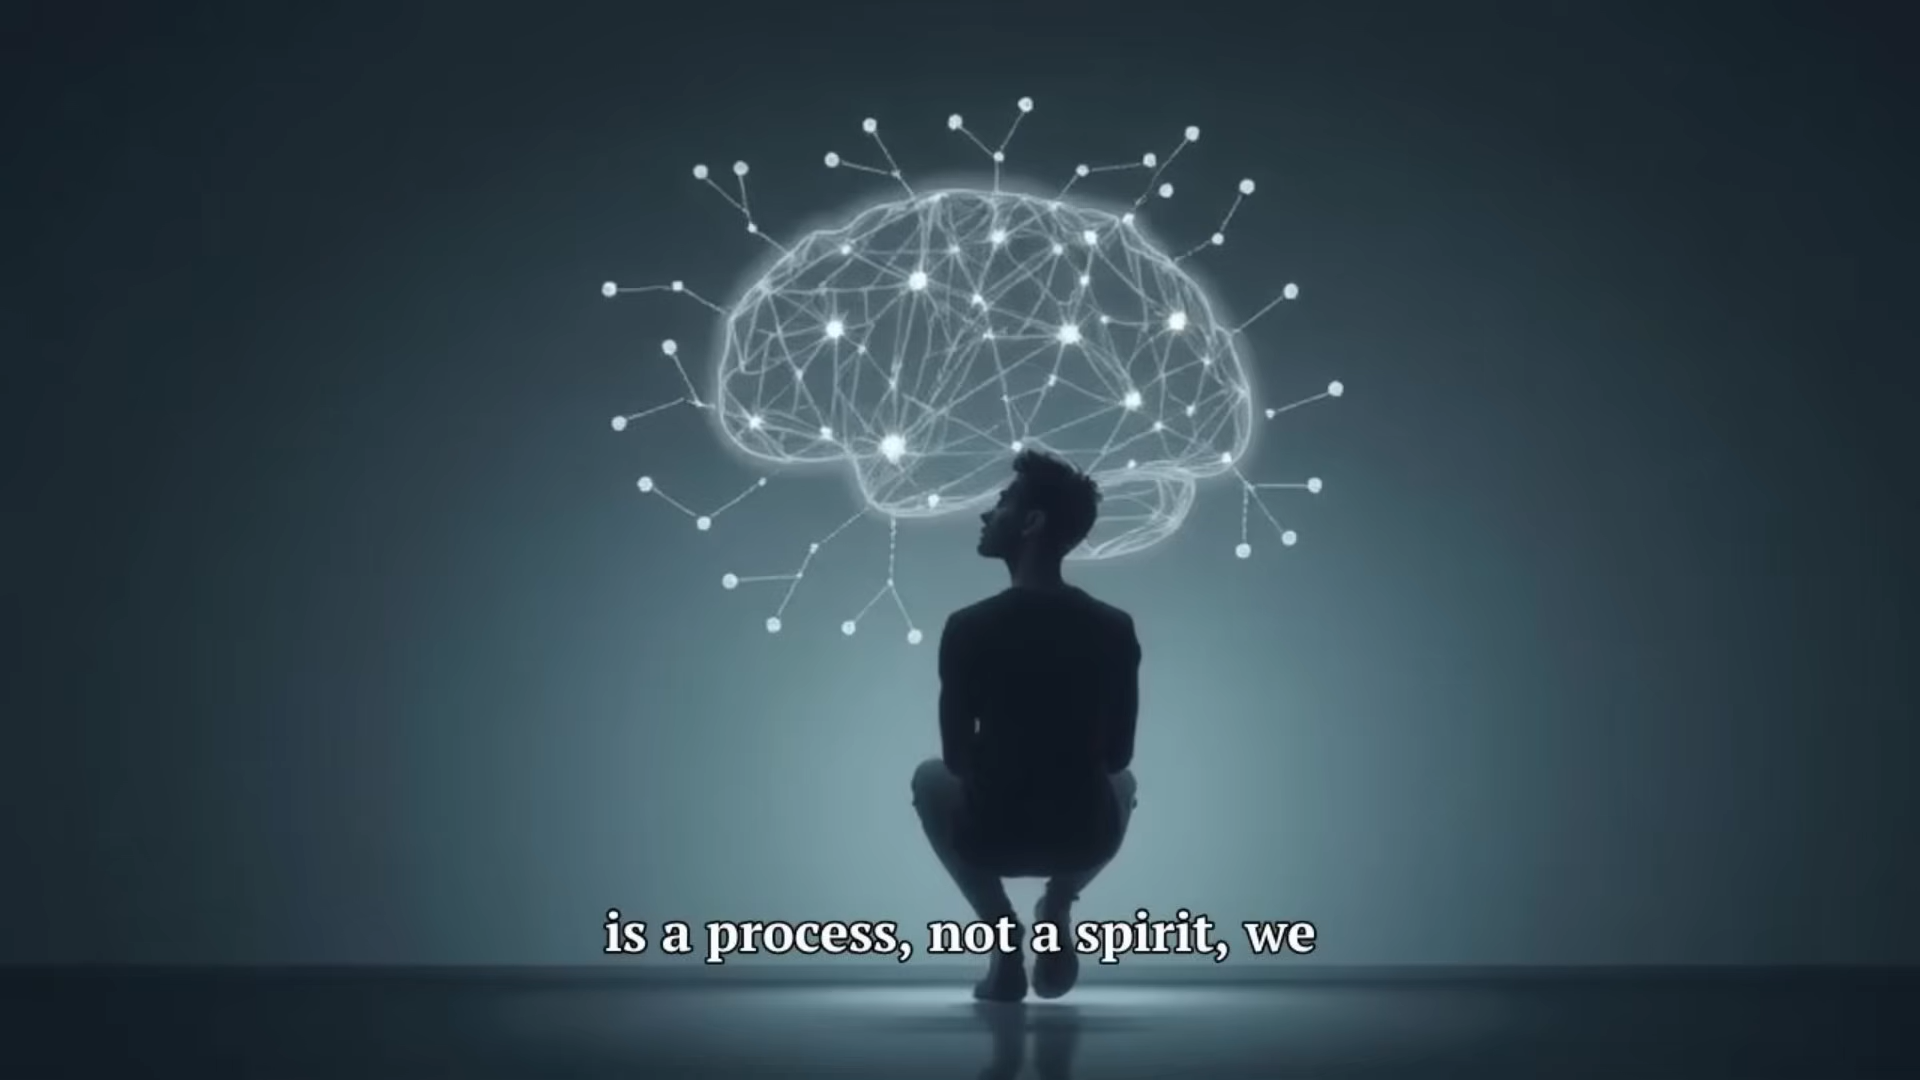 is a process, not a spirit, we